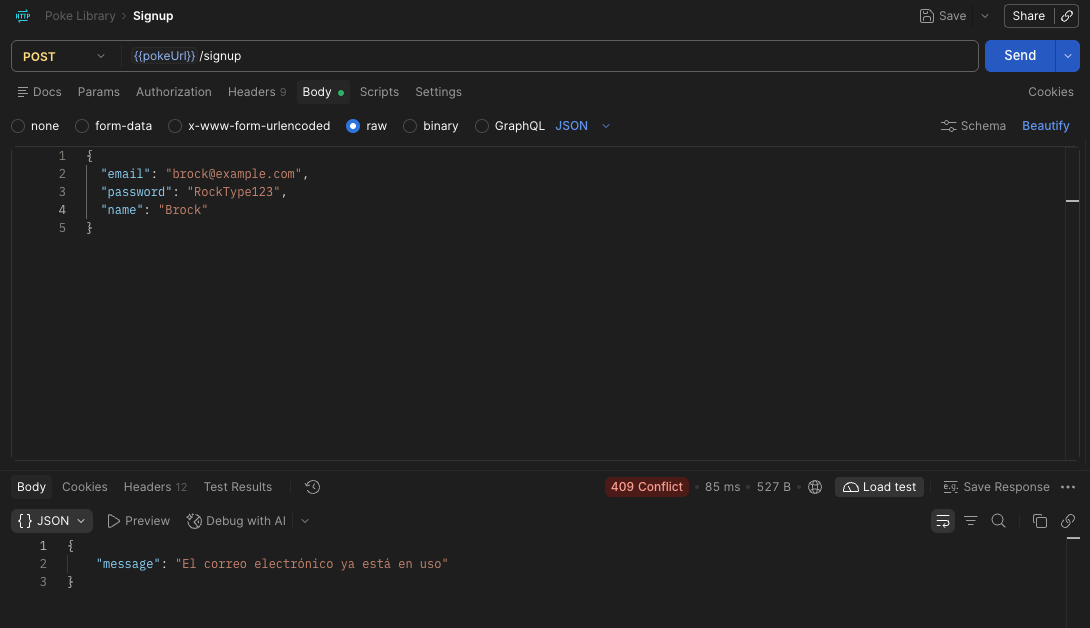 HTTP Poke Library › Signup Save Share
POST {{pokeUrl}} /signup Send
Docs Params Authorization Headers 9 Body Scripts Settings Cookies
none form-data x-www-form-urlencoded raw binary GraphQL JSON Schema Beautify
1 {
2 "email": "brock@example.com",
3 "password": "RockType123",
4 "name": "Brock"
5 }
Body Cookies Headers 12 Test Results 409 Conflict • 85 ms • 527 B • Load test e.g. Save Response
{} JSON Preview Debug with AI
1 {
2 "message": "El correo electrónico ya está en uso"
3 }